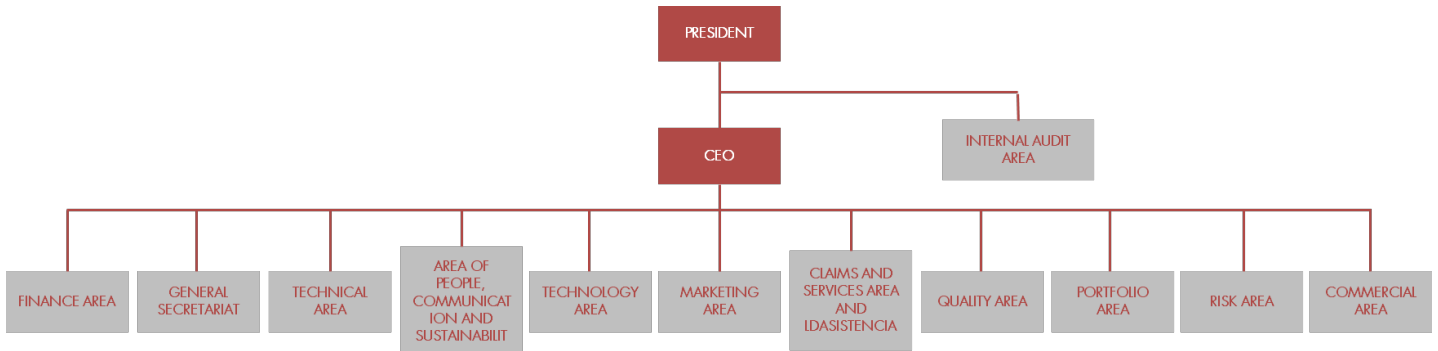 PRESIDENT
INTERNAL AUDIT
AREA
CEO
FINANCE AREA
GENERAL
SECRETARIAT
TECHNICAL
AREA
AREA OF
PEOPLE,
COMMUNICAT
ION AND
SUSTAINABILIT
TECHNOLOGY
AREA
MARKETING
AREA
CLAIMS AND
SERVICES AREA
AND
LDASISTENCIA
QUALITY AREA
PORTFOLIO
AREA
RISK AREA
COMMERCIAL
AREA